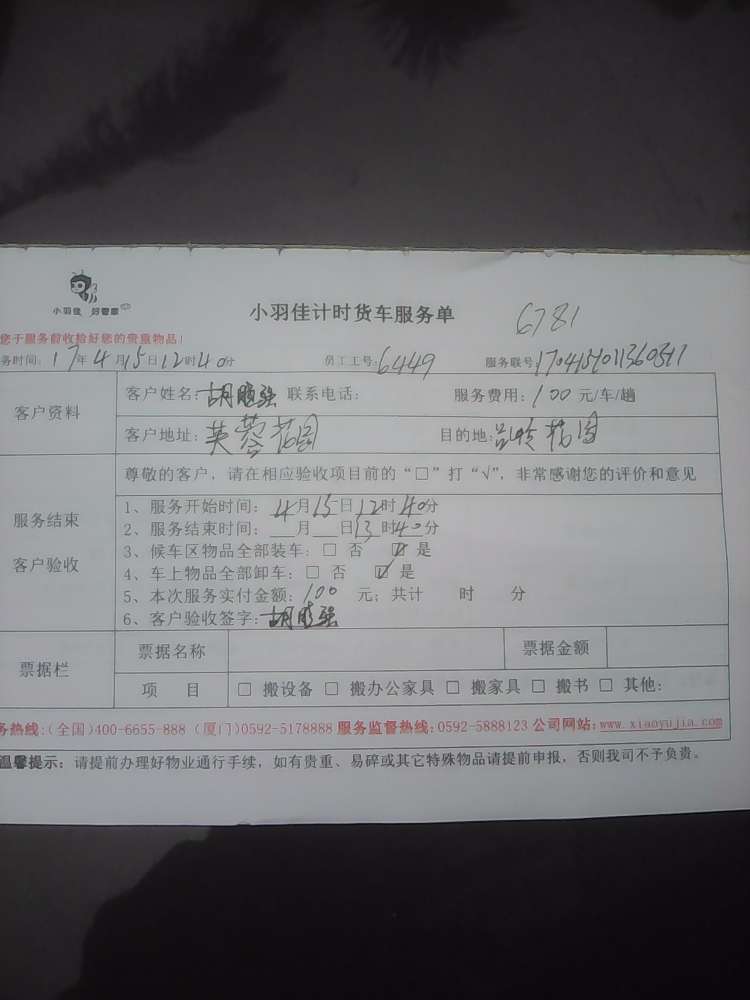 小羽佳 好管家
小羽佳计时货车服务单
6781
您于服务前收拾好您的贵重物品!
务时间:17年4月15日12时40分 员工工号:6449 服务联号
客户资料
客户姓名:胡 强 联系电话: 服务费用:100元/车/趟
客户地址:芙蓉花园 目的地: 花园
服务结束
客户验收
尊敬的客户,请在相应验收项目前的“□”打“√”,非常感谢您的评价和意见
1、服务开始时间:4月15日12时40分
2、服务结束时间:__月__日13时40分
3、候车区物品全部装车:□ 否 ☑ 是
4、车上物品全部卸车:□ 否 ☑ 是
5、本次服务实付金额:100 元;共计 时 分
6、客户验收签字:胡 强
票据栏
票据名称 票据金额
项 目 □ 搬设备 □ 搬办公家具 □ 搬家具 □ 搬书 □ 其他:
务热线:(全国)400-6655-888 (厦门)0592-5178888 服务监督热线:0592-5888123 公司网站:www.xiaoyujia.com
温馨提示:请提前办理好物业通行手续,如有贵重、易碎或其它特殊物品请提前申报,否则我司不予负责。